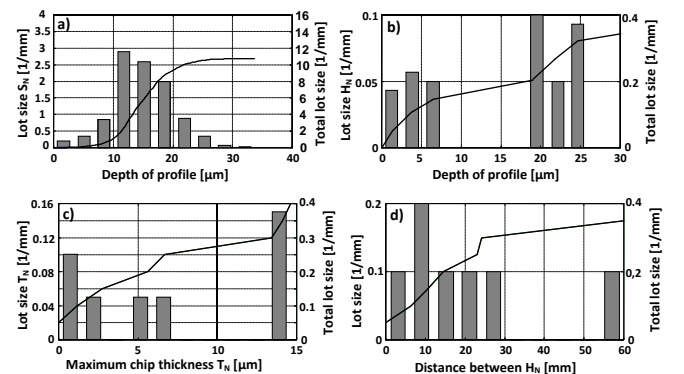 a)
Lot size S_N [1/mm]
4
3.5
3
2.5
2
1.5
1
0.5
0
Total lot size [1/mm]
16
14
12
10
8
6
4
2
0
0 10 20 30 40
Depth of profile [µm]
b)
Lot size H_N [1/mm]
0.1
0.05
0
Total lot size [1/mm]
0.4
0.2
0
0 5 10 15 20 25 30
Depth of profile [µm]
c)
Lot size T_N [1/mm]
0.16
0.12
0.08
0.04
0
Total lot size [1/mm]
0.4
0.3
0.2
0.1
0
0 5 10 15
Maximum chip thickness T_N [µm]
d)
Lot size [1/mm]
0.2
0.1
0
Total lot size [1/mm]
0.4
0,2
0
0 10 20 30 40 50 60
Distance between H_N [mm]